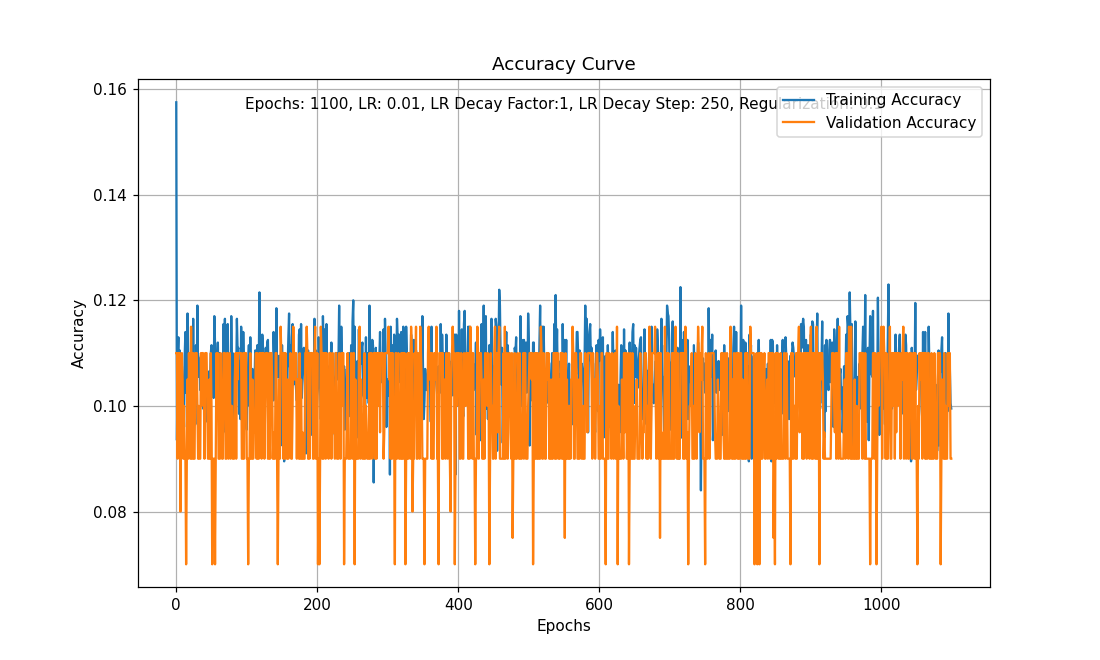 Accuracy Curve
Epochs: 1100, LR: 0.01, LR Decay Factor:1, LR Decay Step: 250, Regularization:
Training Accuracy
Validation Accuracy
0.16
0.14
0.12
0.10
0.08
Accuracy
0
200
400
600
800
1000
Epochs